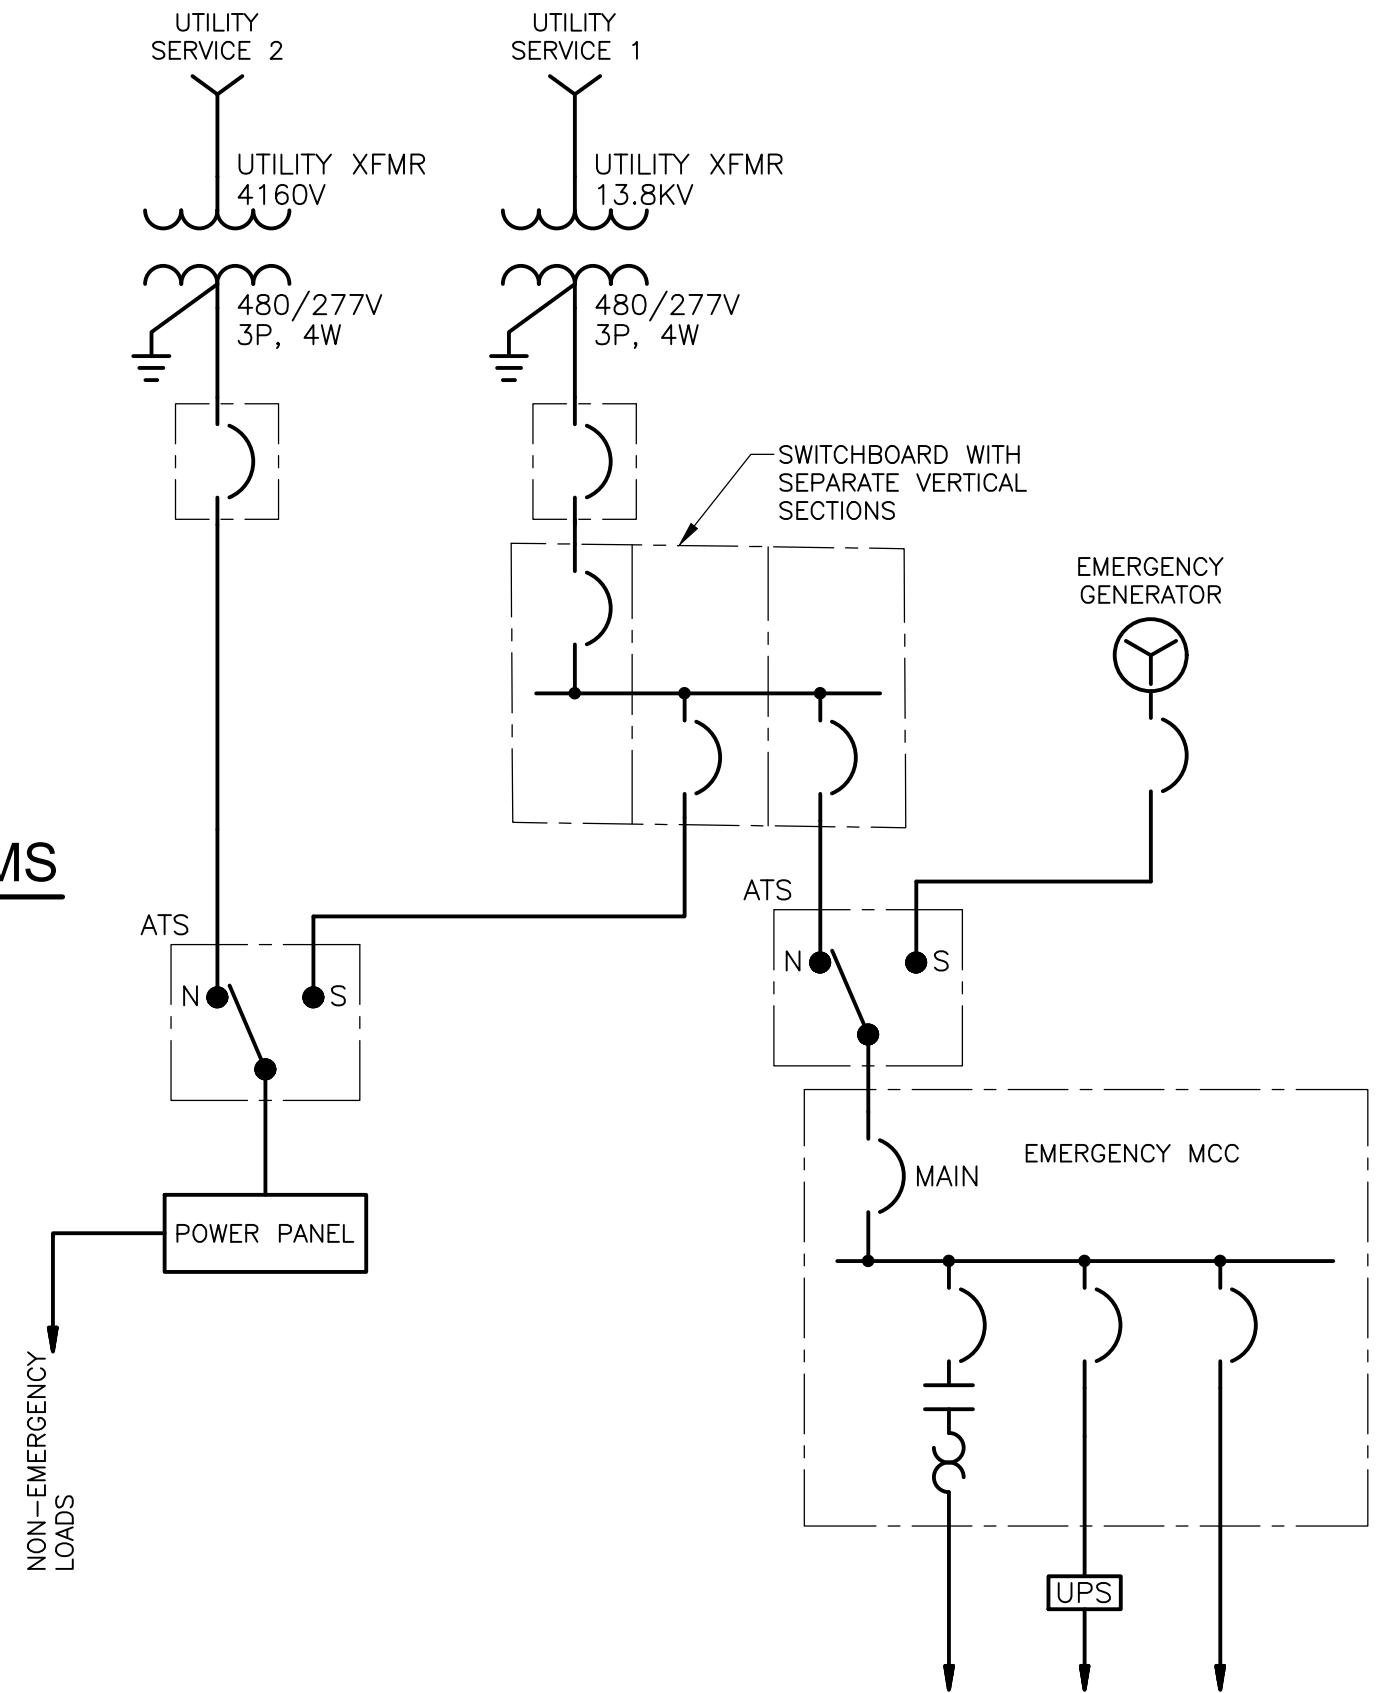 UTILITY
SERVICE 2
UTILITY
SERVICE 1
UTILITY XFMR
4160V
UTILITY XFMR
13.8KV
480/277V
3P, 4W
480/277V
3P, 4W
SWITCHBOARD WITH
SEPARATE VERTICAL
SECTIONS
EMERGENCY
GENERATOR
MS
ATS
ATS
N
S
N
S
EMERGENCY MCC
MAIN
POWER PANEL
NON-EMERGENCY
LOADS
UPS